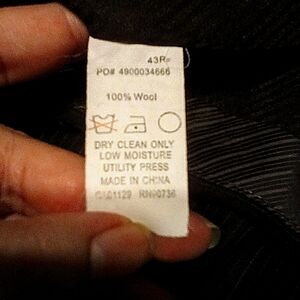 43R
PO# 4900034666
100% Wool
DRY CLEAN ONLY
LOW MOISTURE
UTILITY PRESS
MADE IN CHINA